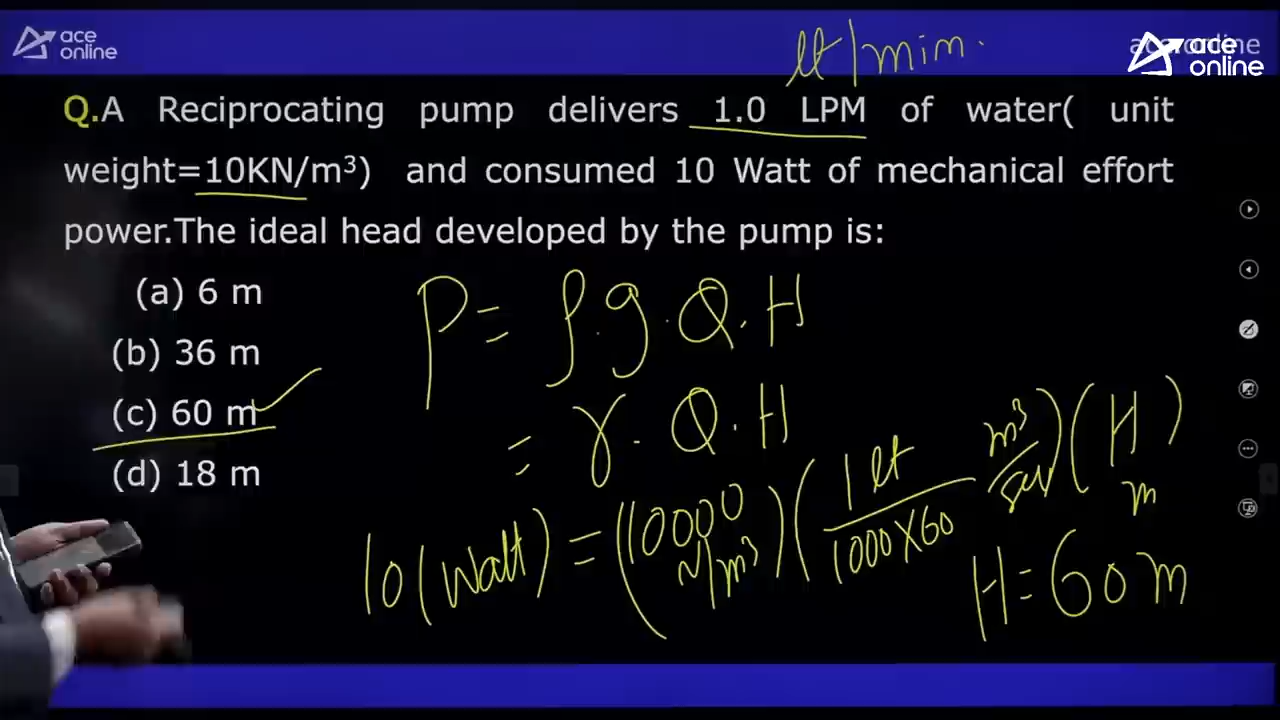 ace online
lt/min.
ace online
Q.A Reciprocating pump delivers 1.0 LPM of water( unit
weight=10KN/m³) and consumed 10 Watt of mechanical effort
power.The ideal head developed by the pump is:
(a) 6 m
(b) 36 m
(c) 60 m
(d) 18 m
P = ρ.g.Q.H
= γ.Q.H
10(Watt) = (10000 N/m³) (1 lt/1000×60 m³/sec) (H m)
H = 60 m